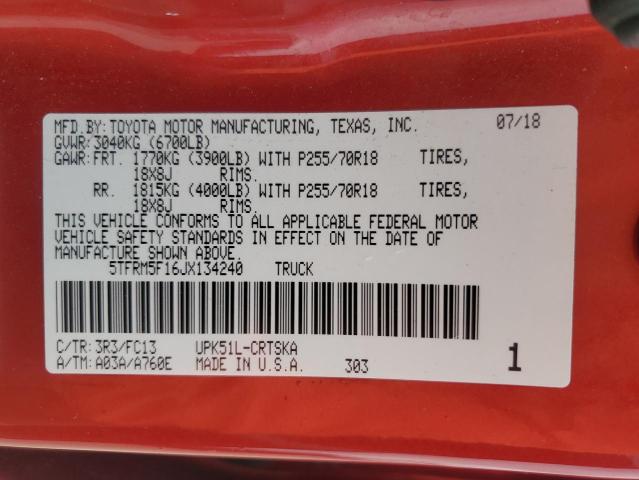 MFD.BY:TOYOTA MOTOR MANUFACTURING, TEXAS, INC. 07/18
GVWR:3040KG (6700LB)
GAWR:FRT. 1770KG (3900LB) WITH P255/70R18 TIRES,
18X8J RIMS.
RR. 1815KG (4000LB) WITH P255/70R18 TIRES,
18X8J RIMS.
THIS VEHICLE CONFORMS TO ALL APPLICABLE FEDERAL MOTOR
VEHICLE SAFETY STANDARDS IN EFFECT ON THE DATE OF
MANUFACTURE SHOWN ABOVE.
5TFRM5F16JX134240 TRUCK
C/TR:3R3/FC13 UPK51L-CRTSKA
A/TM:A03A/A760E MADE IN U.S.A. 303 1